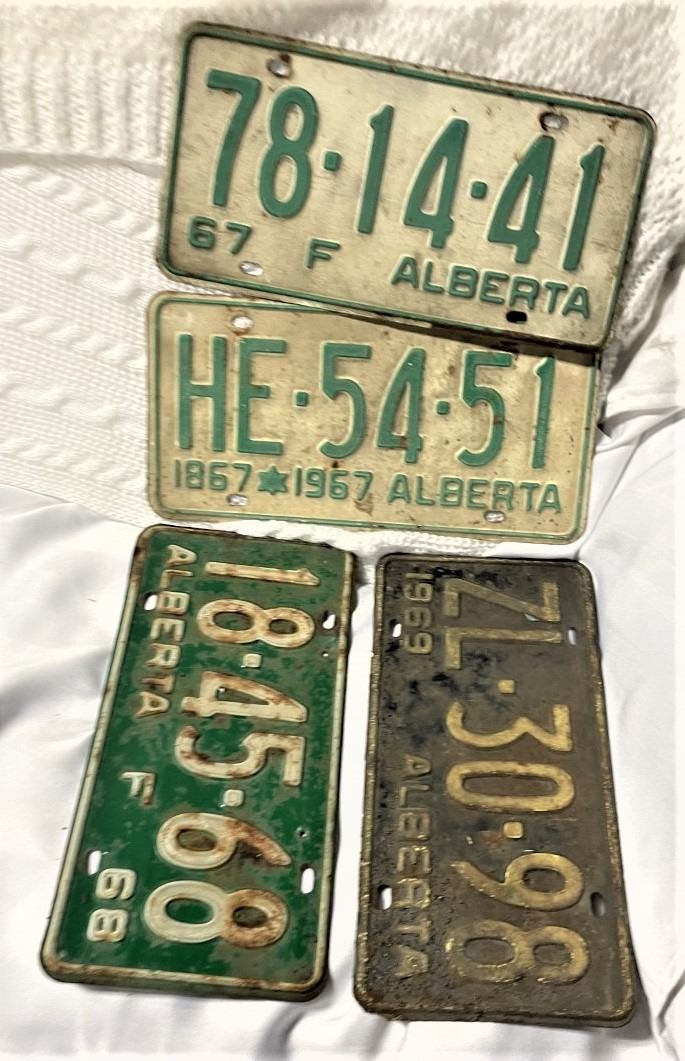 78·14·41
67 F ALBERTA
HE·54·51
1867 1967 ALBERTA
18·45·68
ALBERTA F 68
ZL·30·98
1969 ALBERTA